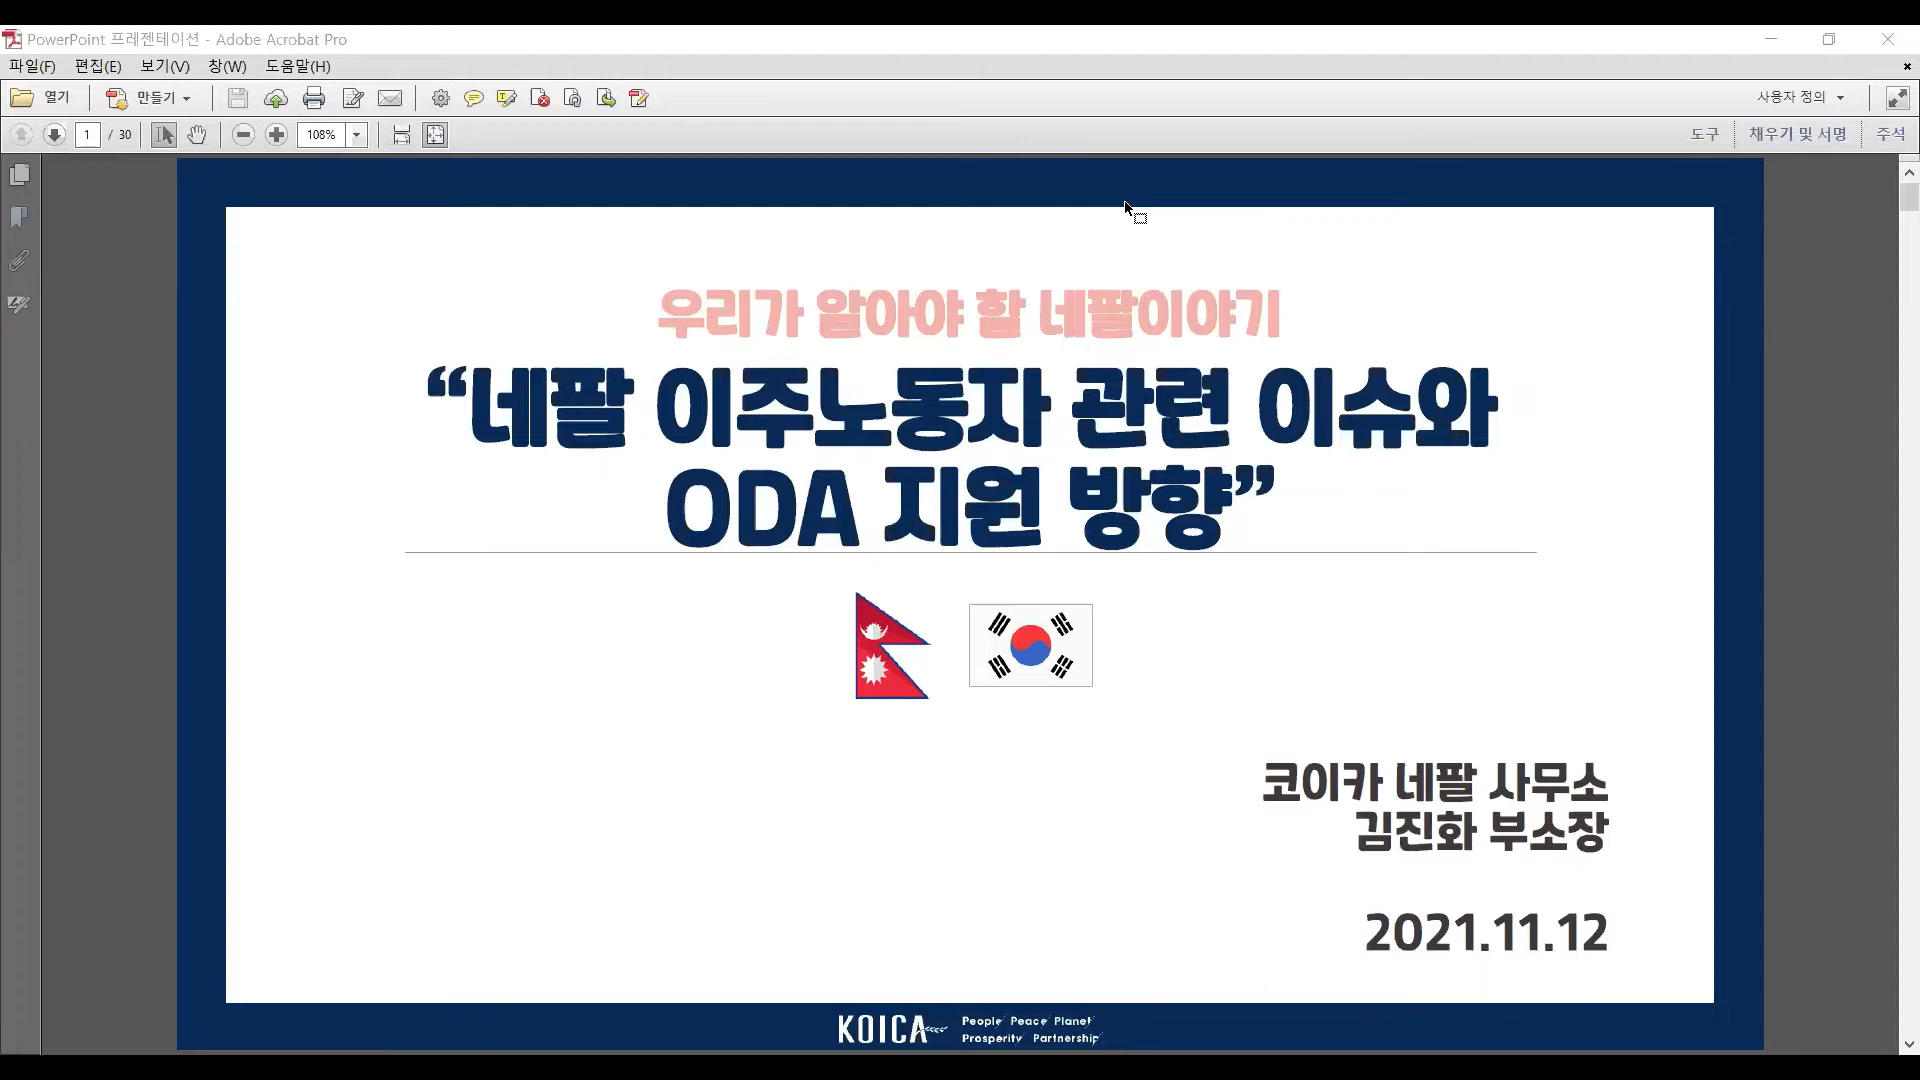 PowerPoint 프레젠테이션 - Adobe Acrobat Pro
파일(F) 편집(E) 보기(V) 창(W) 도움말(H)
열기 만들기 사용자 정의
1 / 30 108% 도구 채우기 및 서명 주석
우리가 알아야 할 네팔이야기
“네팔 이주노동자 관련 이슈와
ODA 지원 방향”
코이카 네팔 사무소
김진화 부소장
2021.11.12
KOICA People Peace Planet
Prosperity Partnership